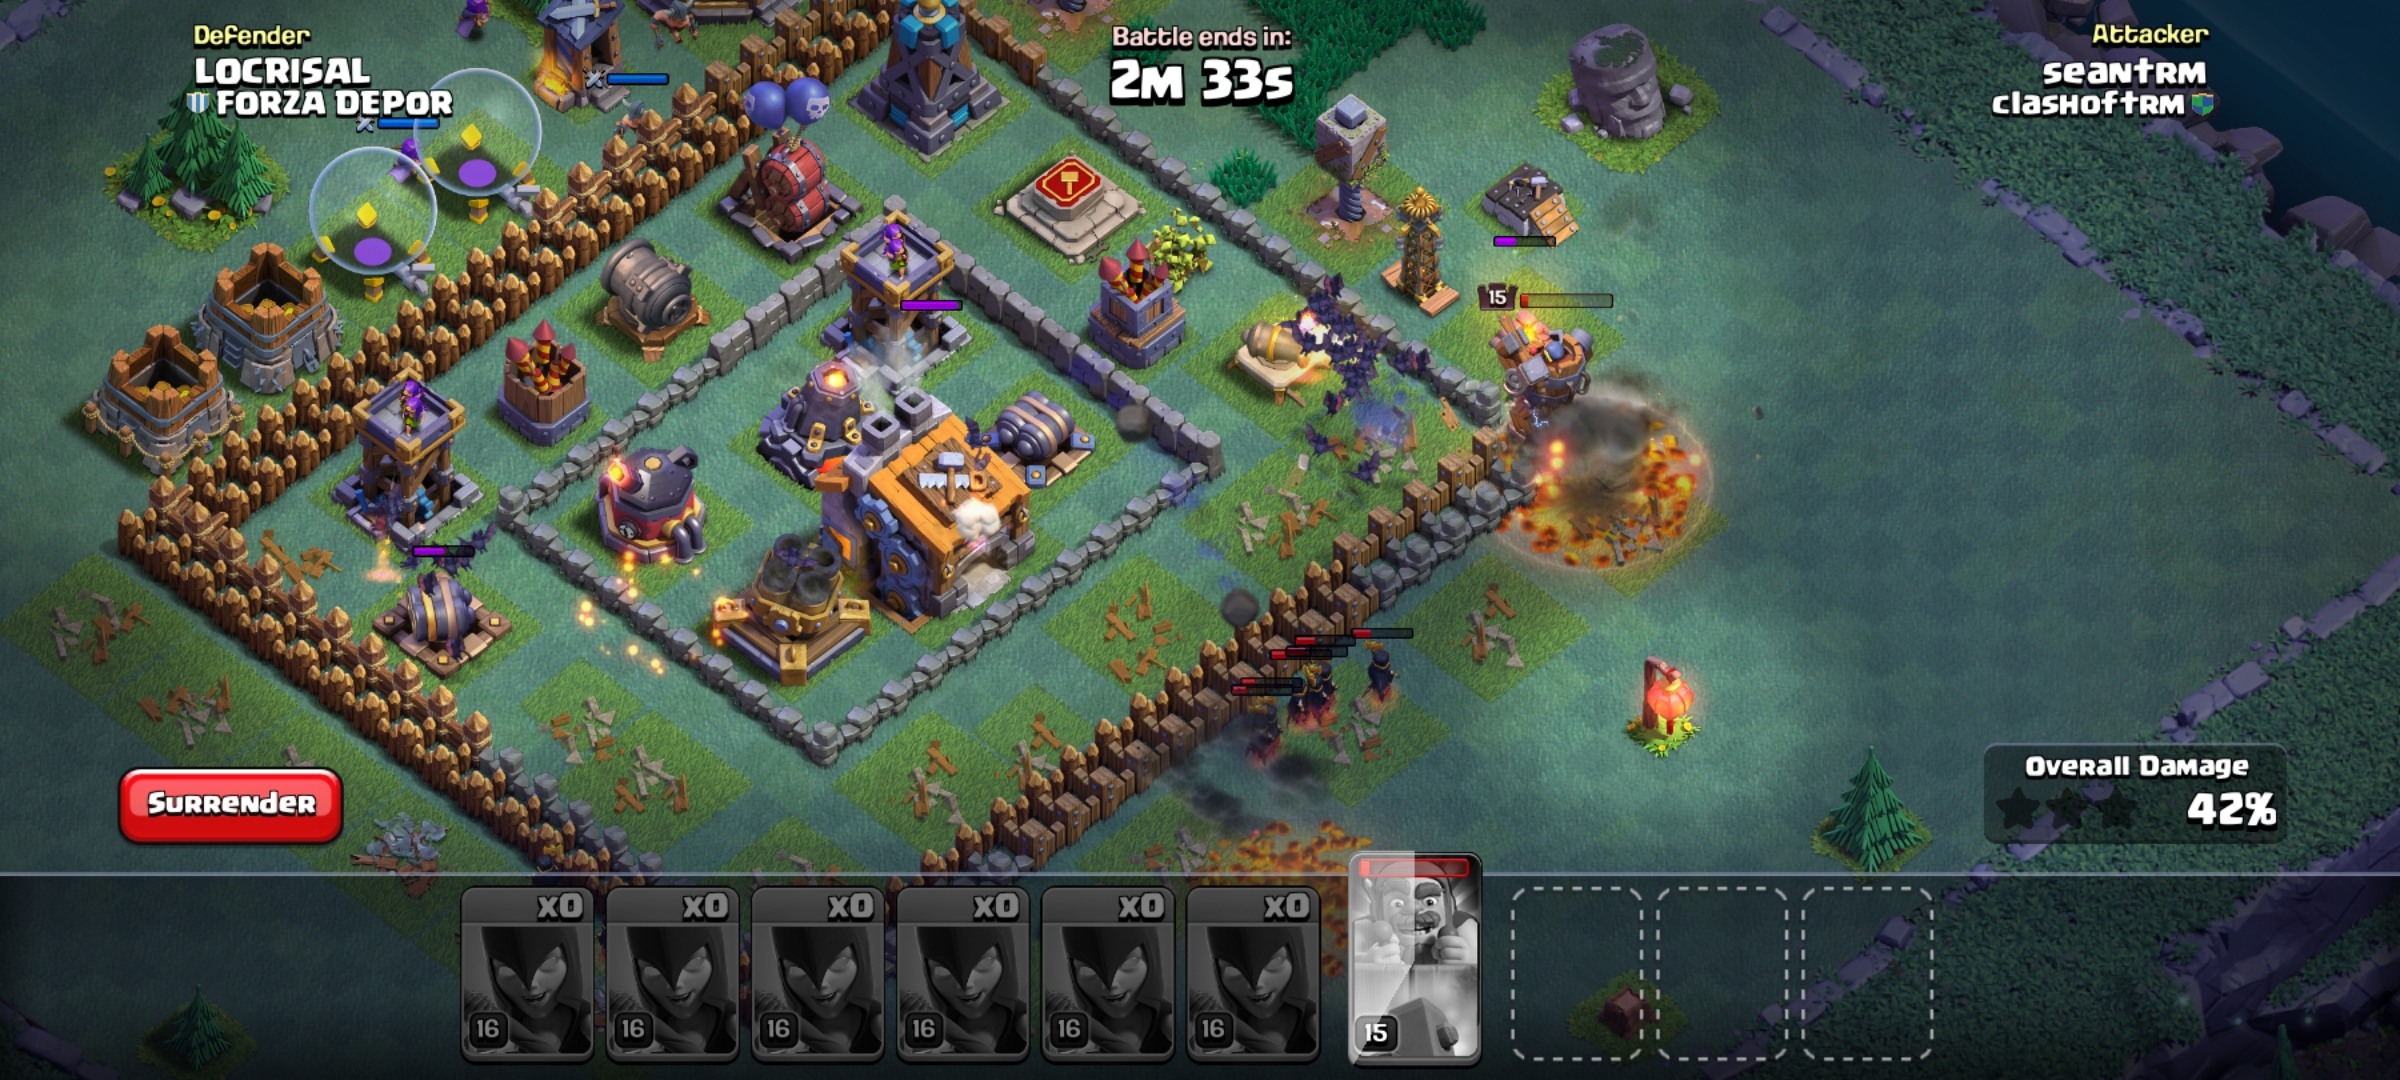 Defender
LOCRISAL
FORZA DEPOR
Battle ends in:
2M 33s
Attacker
seantRM
clashoftRM
15
Surrender
Overall Damage
42%
x0
x0
x0
x0
x0
x0
16
16
16
16
16
16
15